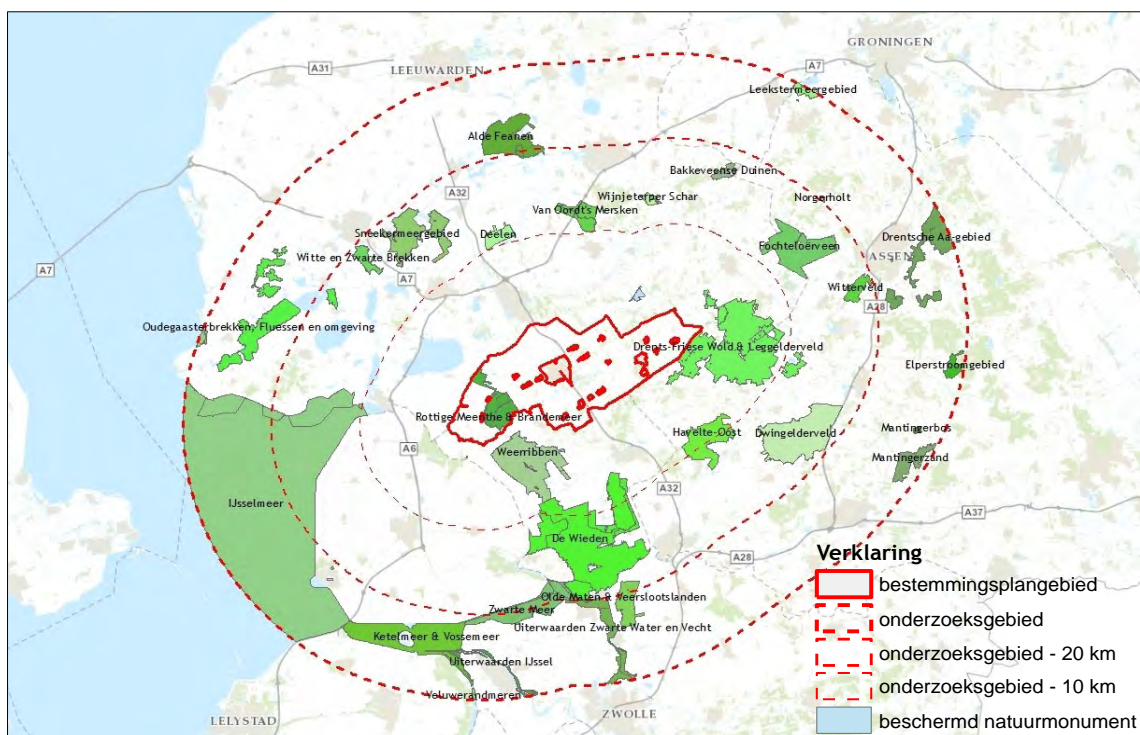 GRONINGEN
A7
A31
LEEUWARDEN
Leekstermeergebied
Alde Feanen
Bakkeveense Duinen
A32
Wijnjeterper Schar
Norgerholt
Van Oordt's Mersken
Sneekermeergebied
Deelen
Drentsche Aa-gebied
Fochteloërveen
ASSEN
Witte en Zwarte Brekken
A7
A7
Witterveld
A28
Oudegaasterbrekken, Fluessen en omgeving
Drents-Friese Wold & Leggelderveld
Elperstroomgebied
Rottige Meenthe & Brandemeer
Havelte-Oost
Dwingelderveld
Mantingerbos
A6
Weerribben
Mantingerzand
A32
IJsselmeer
A37
De Wieden
A28
Verklaring
bestemmingsplangebied
Olde Maten & Veerslootslanden
Zwarte Meer
onderzoeksgebied
Uiterwaarden Zwarte Water en Vecht
Ketelmeer & Vossemeer
onderzoeksgebied - 20 km
Uiterwaarden IJssel
onderzoeksgebied - 10 km
Veluwerandmeren
ZWOLLE
LELYSTAD
beschermd natuurmonument